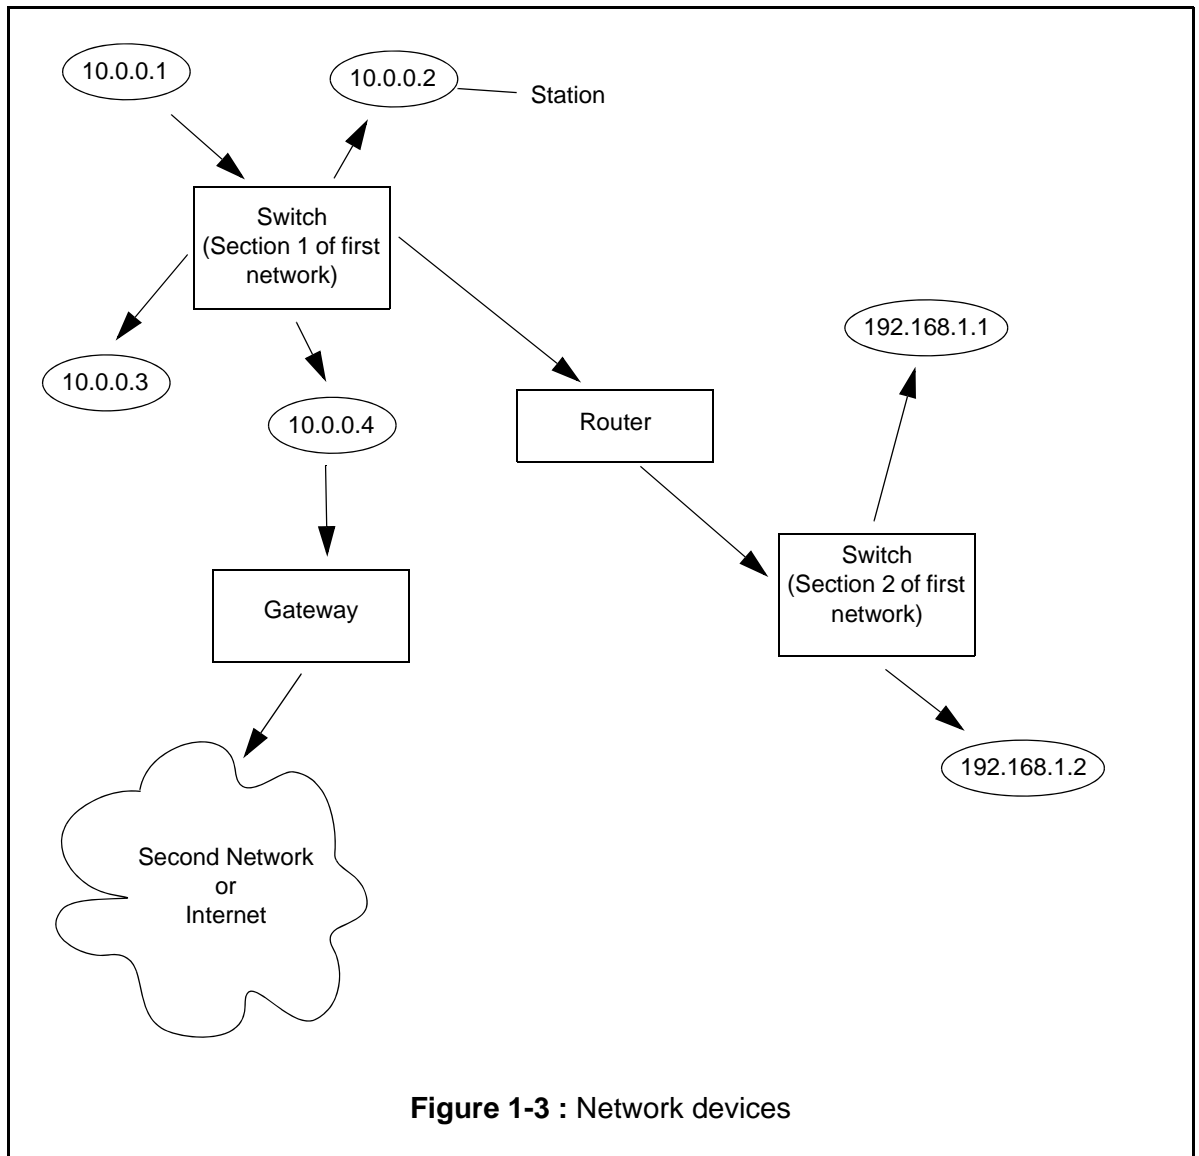 10.0.0.1
10.0.0.2
Station
Switch
(Section 1 of first
network)
192.168.1.1
10.0.0.3
10.0.0.4
Router
Switch
(Section 2 of first
network)
Gateway
192.168.1.2
Second Network
or
Internet
Figure 1-3 : Network devices